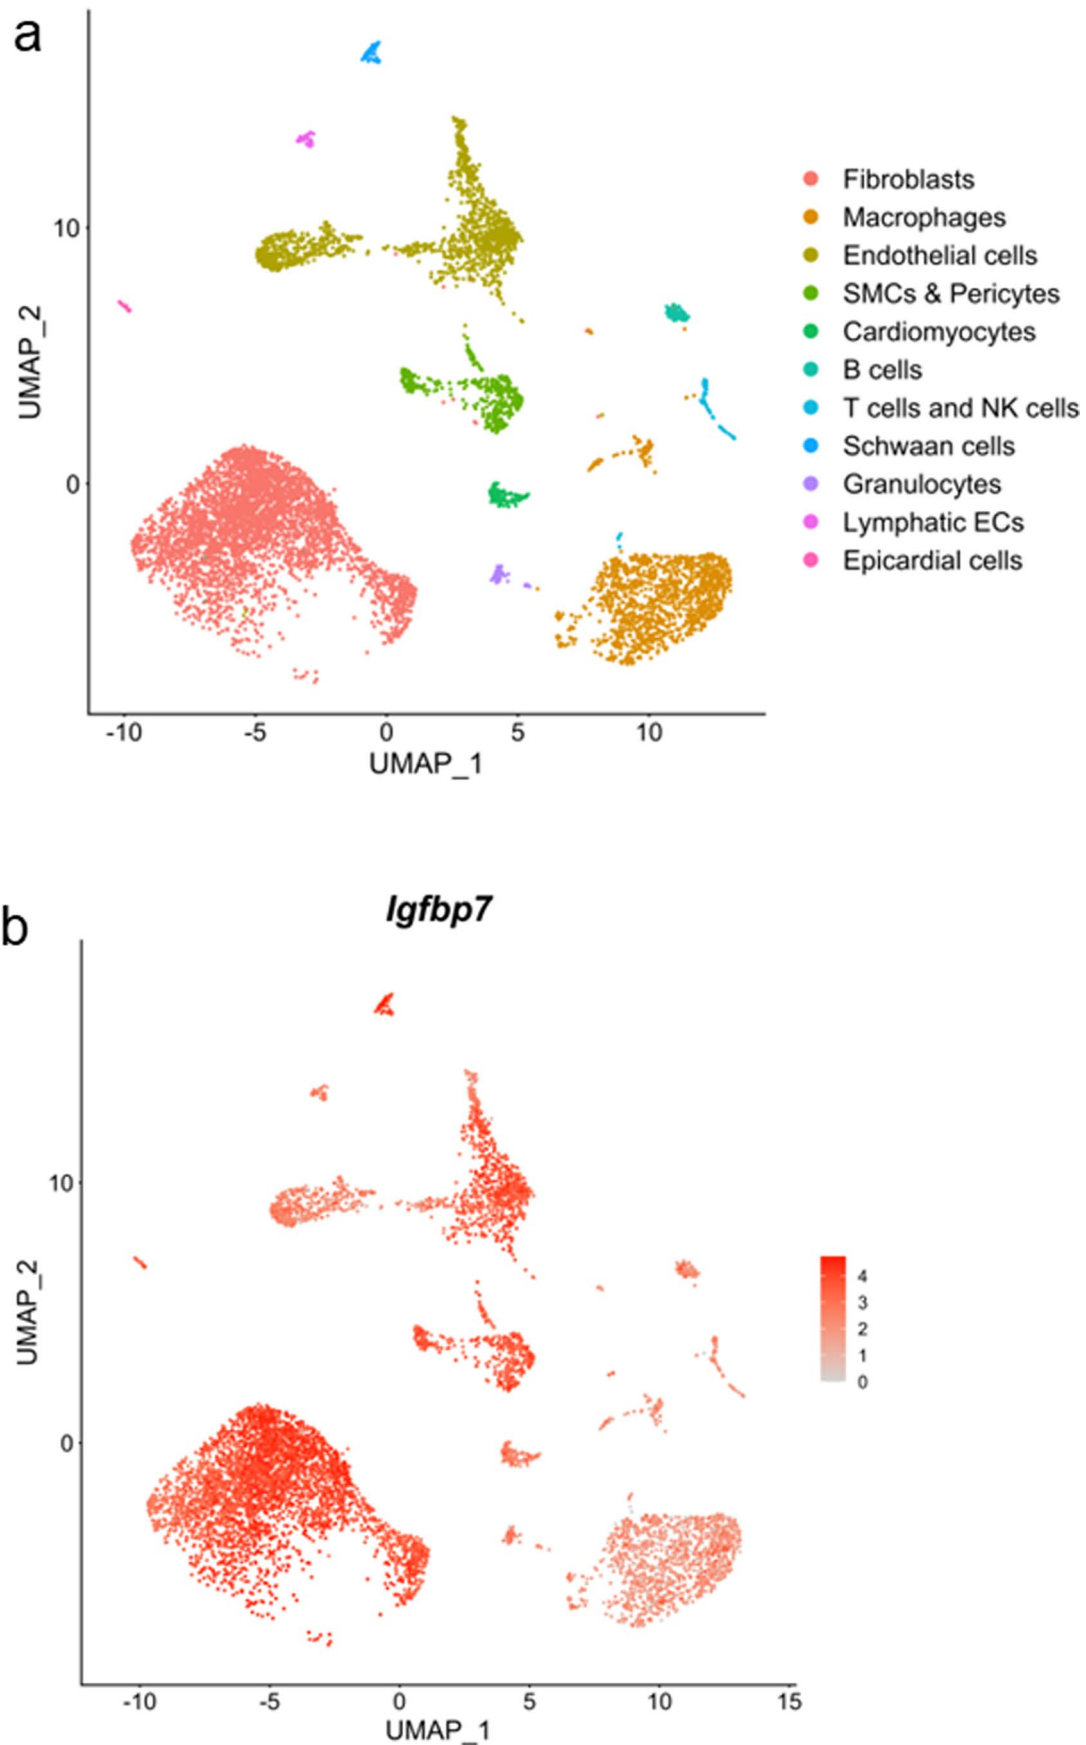 a
10
0
UMAP_2
-10 -5 0 5 10
UMAP_1
Fibroblasts
Macrophages
Endothelial cells
SMCs & Pericytes
Cardiomyocytes
B cells
T cells and NK cells
Schwaan cells
Granulocytes
Lymphatic ECs
Epicardial cells
b
Igfbp7
10
0
UMAP_2
-10 -5 0 5 10 15
UMAP_1
4
3
2
1
0